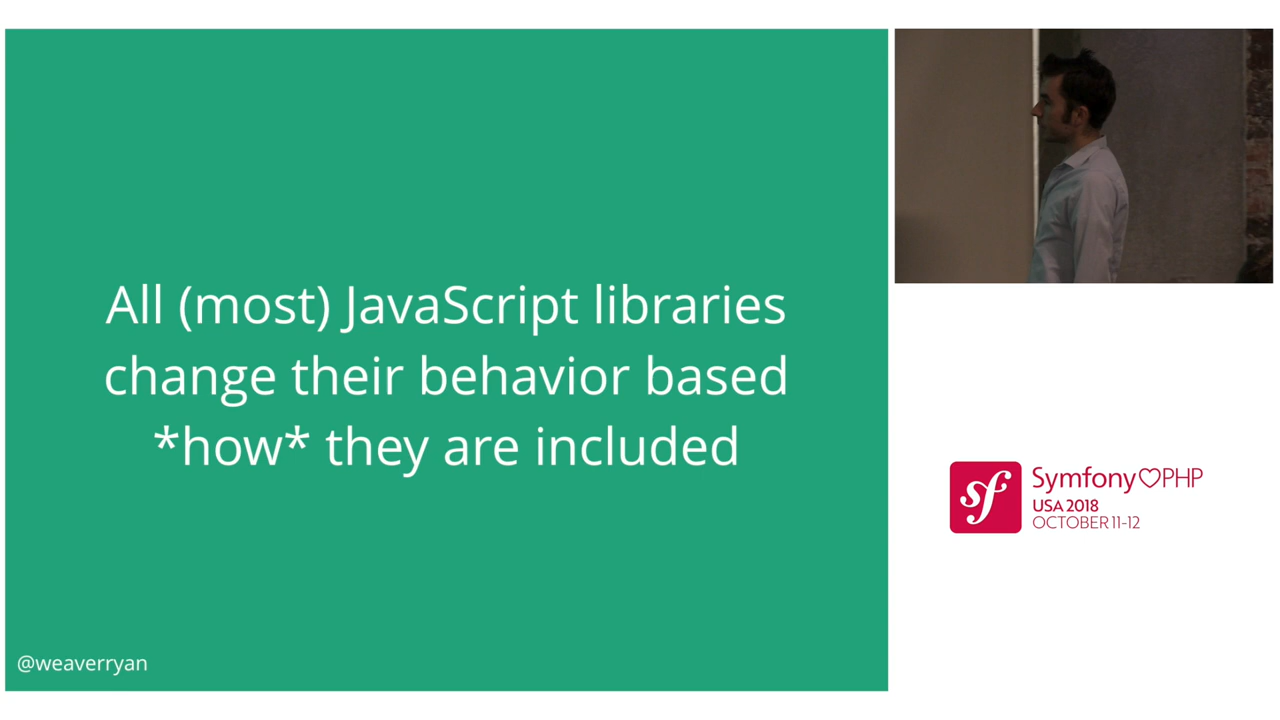 All (most) JavaScript libraries
change their behavior based
*how* they are included
@weaverryan
Symfony♡PHP
USA 2018
OCTOBER 11-12